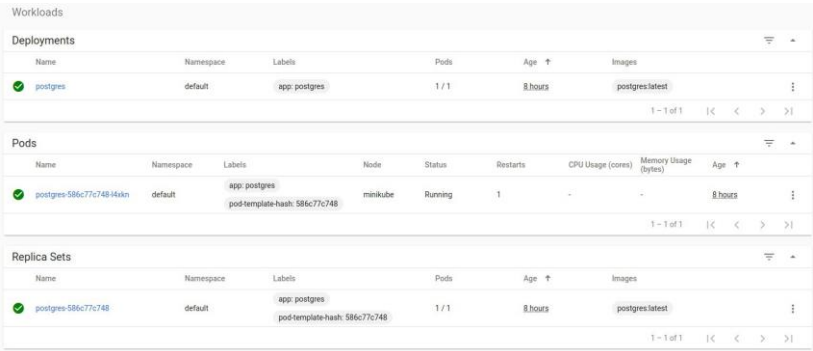 Workloads
Deployments
Name Namespace Labels Pods Age ↑ Images
postgres default app: postgres 1 / 1 8 hours postgres:latest
1 – 1 of 1
Pods
Name Namespace Labels Node Status Restarts CPU Usage (cores) Memory Usage (bytes) Age ↑
postgres-586c77c748-l4xkn default app: postgres minikube Running 1 - - 8 hours
pod-template-hash: 586c77c748
1 – 1 of 1
Replica Sets
Name Namespace Labels Pods Age ↑ Images
postgres-586c77c748 default app: postgres 1 / 1 8 hours postgres:latest
pod-template-hash: 586c77c748
1 – 1 of 1